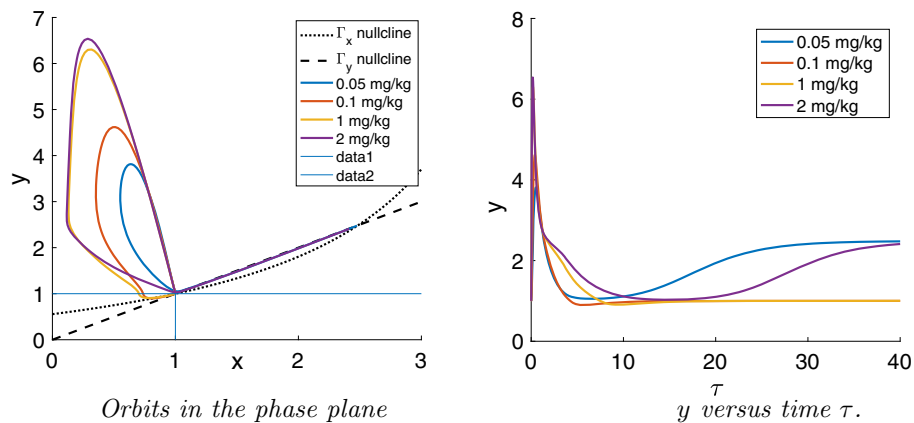 7
6
5
4
3
2
1
0
y
0
1
2
3
x
Γx nullcline
Γy nullcline
0.05 mg/kg
0.1 mg/kg
1 mg/kg
2 mg/kg
data1
data2
Orbits in the phase plane
8
6
4
2
0
y
0
10
20
30
40
τ
0.05 mg/kg
0.1 mg/kg
1 mg/kg
2 mg/kg
y versus time τ.